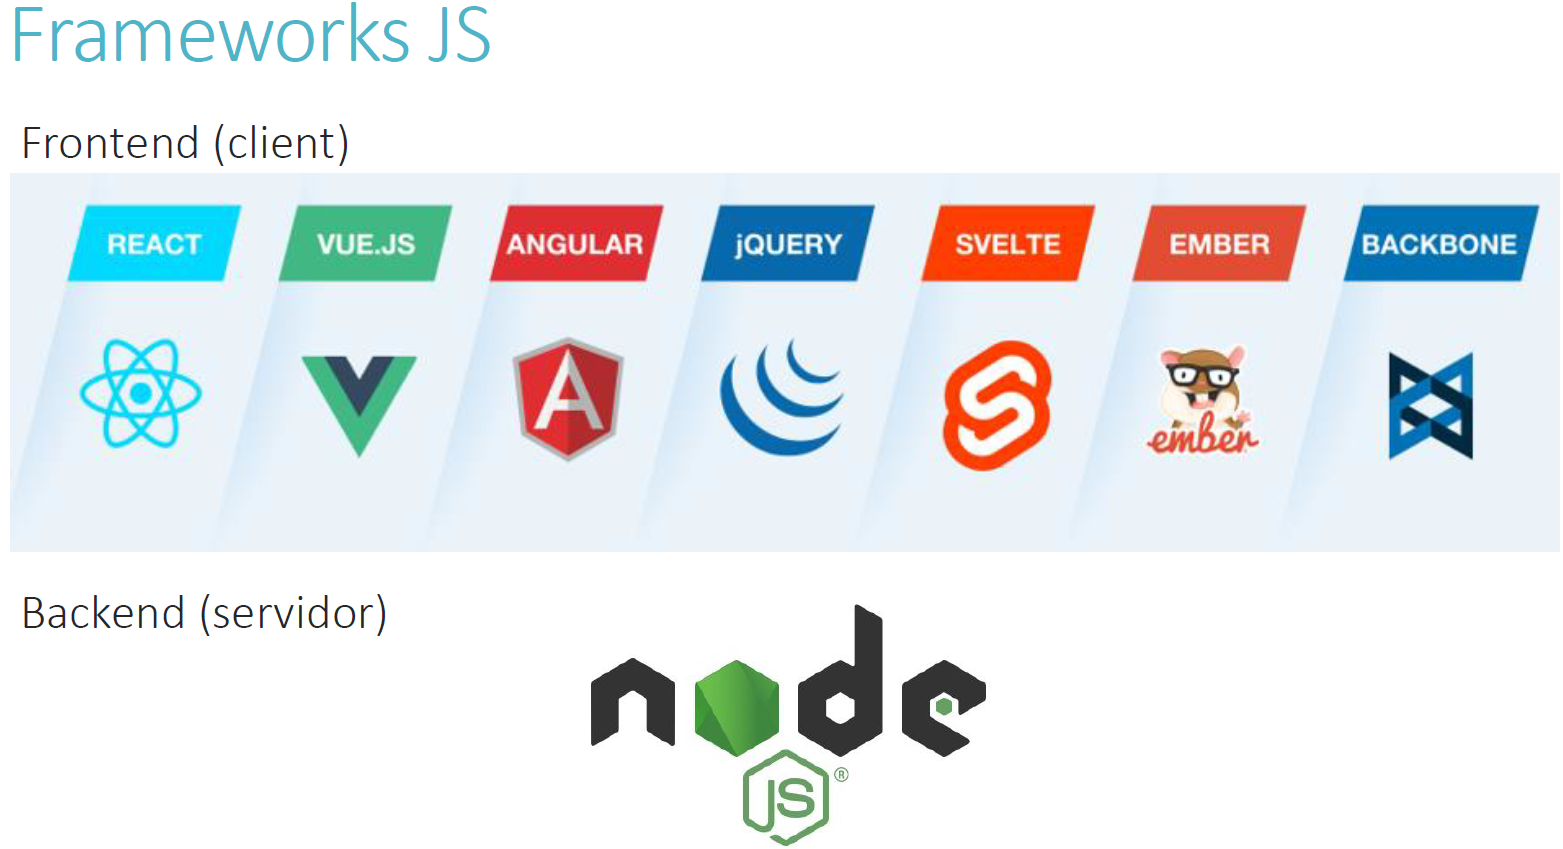 Frameworks JS
Frontend (client)
REACT VUE.JS ANGULAR jQUERY SVELTE EMBER BACKBONE
A
ember
Backend (servidor)
node
JS ®